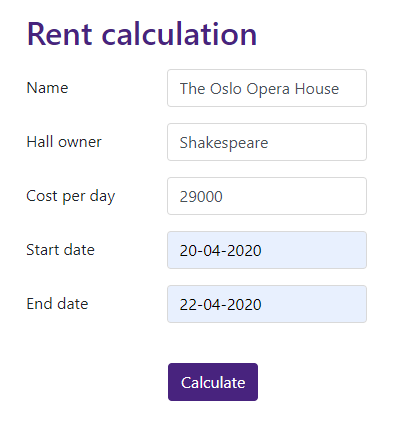 Rent calculation
Name The Oslo Opera House
Hall owner Shakespeare
Cost per day 29000
Start date 20-04-2020
End date 22-04-2020
Calculate